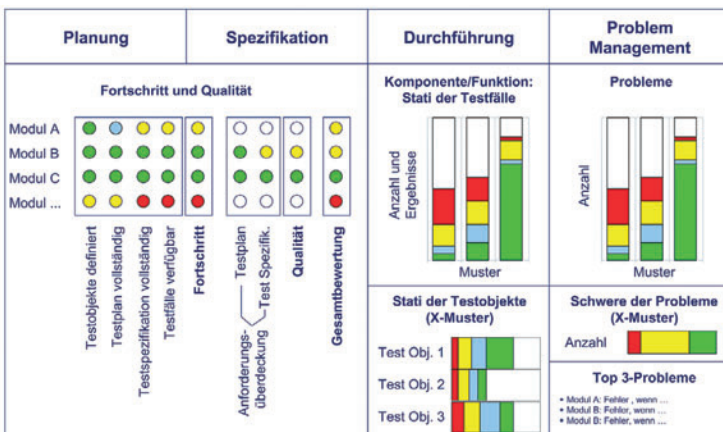 Planung
Spezifikation
Durchführung
Problem
Management
Fortschritt und Qualität
Modul A
Modul B
Modul C
Modul ...
Testobjekte definiert
Testplan vollständig
Testspezifikation vollständig
Testfälle verfügbar
Fortschritt
Testplan
Test Spezifik.
Anforderungs-
überdeckung
Qualität
Gesamtbewertung
Komponente/Funktion:
Stati der Testfälle
Anzahl und
Ergebnisse
Muster
Stati der Testobjekte
(X-Muster)
Test Obj. 1
Test Obj. 2
Test Obj. 3
Probleme
Anzahl
Muster
Schwere der Probleme
(X-Muster)
Anzahl
Top 3-Probleme
• Modul A: Fehler , wenn ...
• Modul B: Fehlor, wonn ...
• Modul D: Fehler, wenn ...